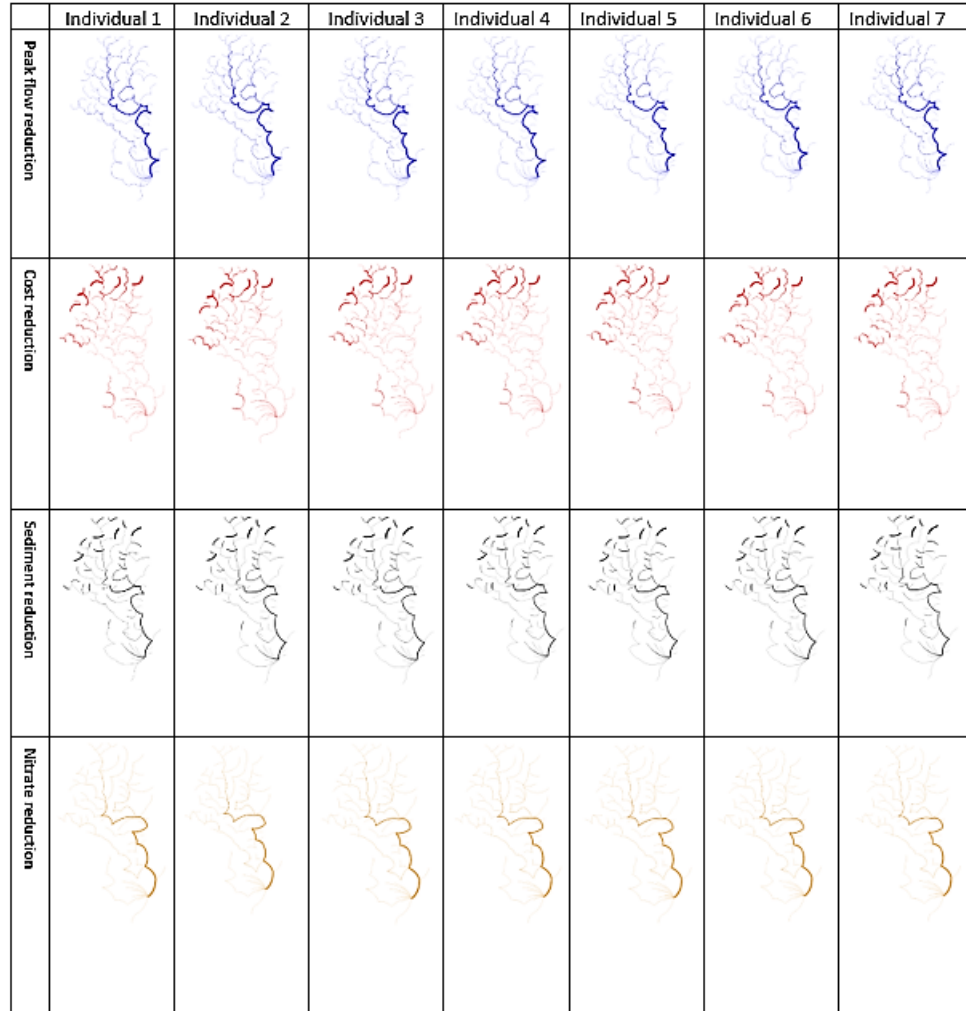 Individual 1
Individual 2
Individual 3
Individual 4
Individual 5
Individual 6
Individual 7
Peak flow reduction
Cost reduction
Sediment reduction
Nitrate reduction